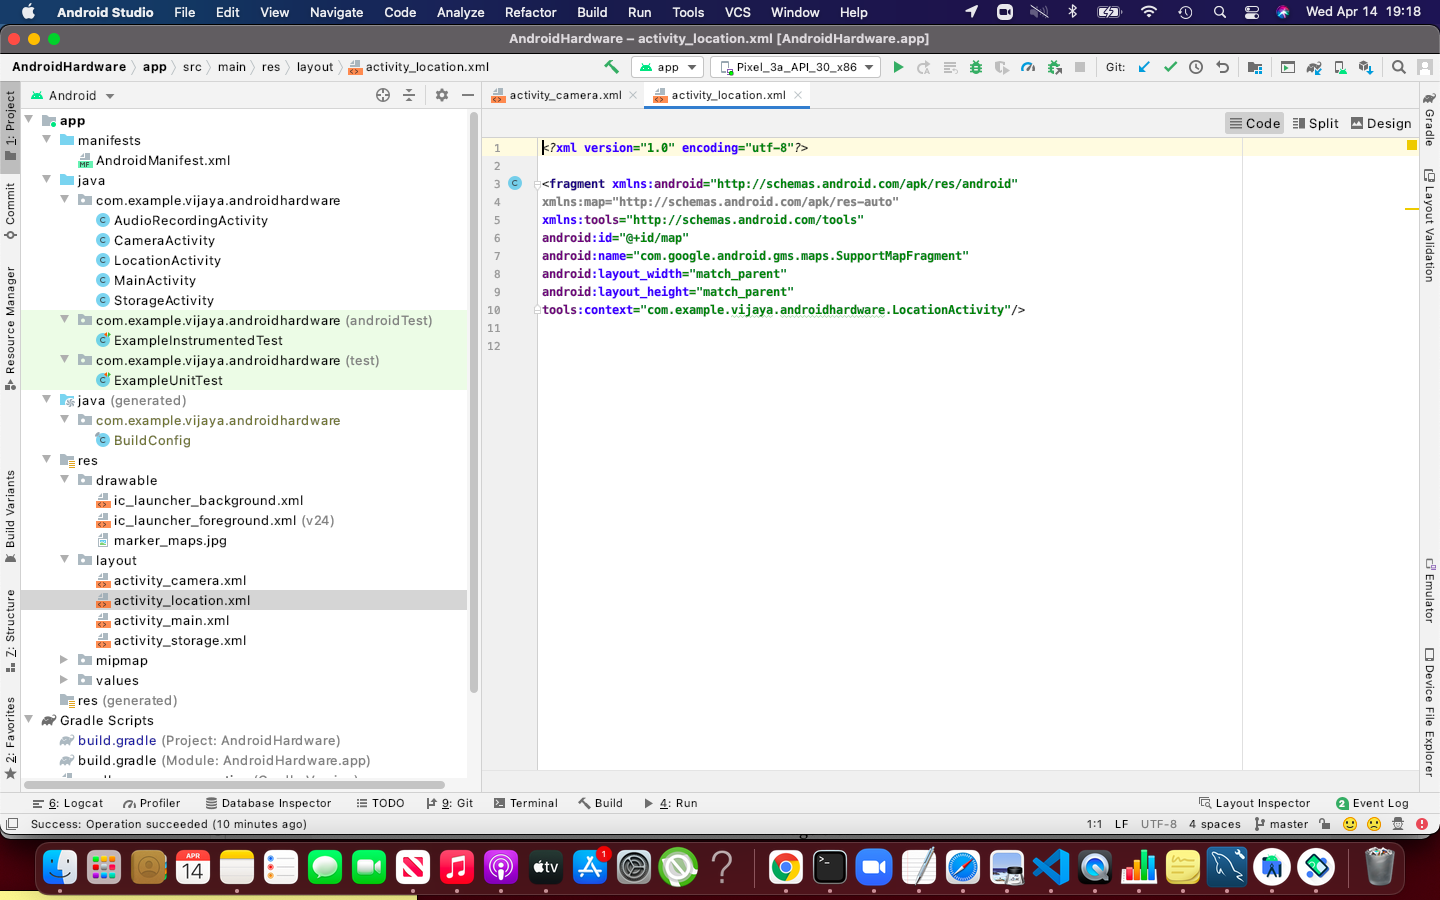 Android Studio File Edit View Navigate Code Analyze Refactor Build Run Tools VCS Window Help Wed Apr 14 19:18
AndroidHardware – activity_location.xml [AndroidHardware.app]
AndroidHardware app src main res layout activity_location.xml app Pixel_3a_API_30_x86 Git:
Android
activity_camera.xml activity_location.xml
Code Split Design
1: Project
Commit
Resource Manager
Build Variants
7: Structure
2: Favorites
app
manifests
AndroidManifest.xml
java
com.example.vijaya.androidhardware
AudioRecordingActivity
CameraActivity
LocationActivity
MainActivity
StorageActivity
com.example.vijaya.androidhardware (androidTest)
ExampleInstrumentedTest
com.example.vijaya.androidhardware (test)
ExampleUnitTest
java (generated)
com.example.vijaya.androidhardware
BuildConfig
res
drawable
ic_launcher_background.xml
ic_launcher_foreground.xml (v24)
marker_maps.jpg
layout
activity_camera.xml
activity_location.xml
activity_main.xml
activity_storage.xml
mipmap
values
res (generated)
Gradle Scripts
build.gradle (Project: AndroidHardware)
build.gradle (Module: AndroidHardware.app)
1 <?xml version="1.0" encoding="utf-8"?>
2
3 <fragment xmlns:android="http://schemas.android.com/apk/res/android"
4 xmlns:map="http://schemas.android.com/apk/res-auto"
5 xmlns:tools="http://schemas.android.com/tools"
6 android:id="@+id/map"
7 android:name="com.google.android.gms.maps.SupportMapFragment"
8 android:layout_width="match_parent"
9 android:layout_height="match_parent"
10 tools:context="com.example.vijaya.androidhardware.LocationActivity"/>
11
12
Gradle
Layout Validation
Emulator
Device File Explorer
6: Logcat Profiler Database Inspector TODO 9: Git Terminal Build 4: Run Layout Inspector 2 Event Log
Success: Operation succeeded (10 minutes ago) 1:1 LF UTF-8 4 spaces master
APR
14
tv
1